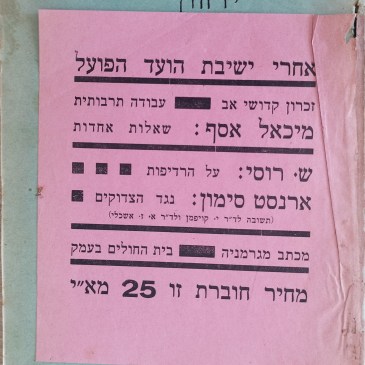 אחרי ישיבת הועד הפועל
זכרון קדושי אב עבודה תרבותית
מיכאל אסף: שאלות אחדות
ש. רוסי: על הרדיפות
ארנסט סימון: נגד הצדוקים
(תשובה לד"ר י. קויפמן ולד"ר א. ז. אשכלי)
מכתב מגרמניה בית החולים בעמק
מחיר חוברת זו 25 מא"י